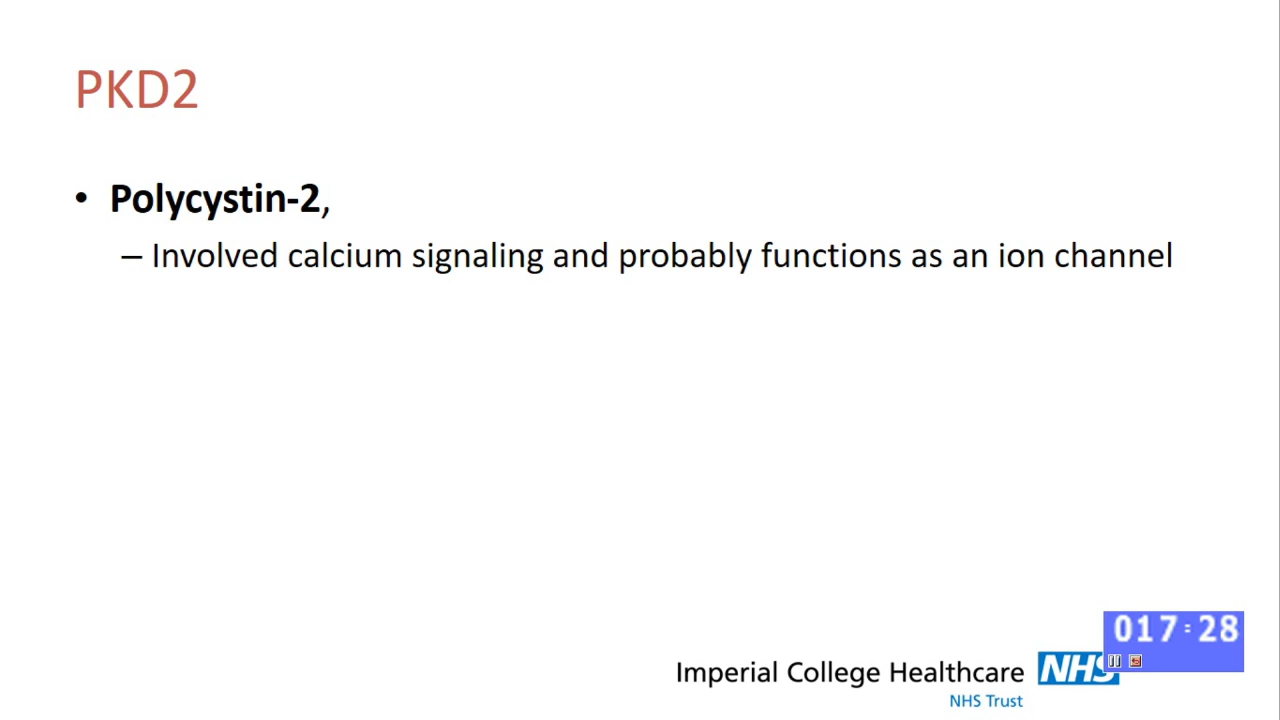 PKD2
• Polycystin-2,
– Involved calcium signaling and probably functions as an ion channel
017:28
Imperial College Healthcare NHS
NHS Trust